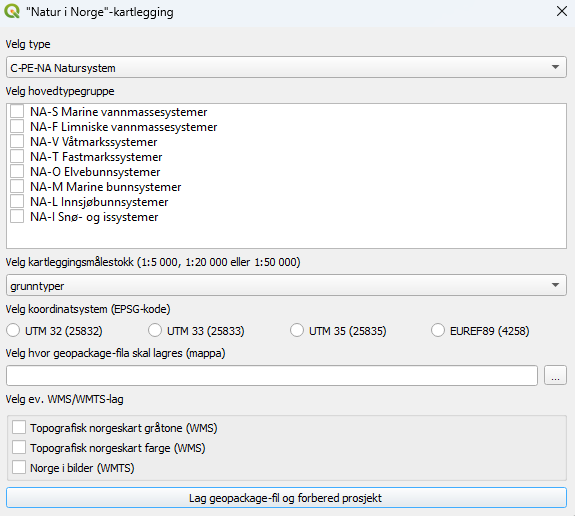 "Natur i Norge"-kartlegging
Velg type
C-PE-NA Natursystem
Velg hovedtypegruppe
NA-S Marine vannmassesystemer
NA-F Limniske vannmassesystemer
NA-V Våtmarkssystemer
NA-T Fastmarkssystemer
NA-O Elvebunnsystemer
NA-M Marine bunnsystemer
NA-L Innsjøbunnsystemer
NA-I Snø- og issystemer
Velg kartleggingsmålestokk (1:5 000, 1:20 000 eller 1:50 000)
grunntyper
Velg koordinatsystem (EPSG-kode)
UTM 32 (25832) UTM 33 (25833) UTM 35 (25835) EUREF89 (4258)
Velg hvor geopackage-fila skal lagres (mappa)
...
Velg ev. WMS/WMTS-lag
Topografisk norgeskart gråtone (WMS)
Topografisk norgeskart farge (WMS)
Norge i bilder (WMTS)
Lag geopackage-fil og forbered prosjekt